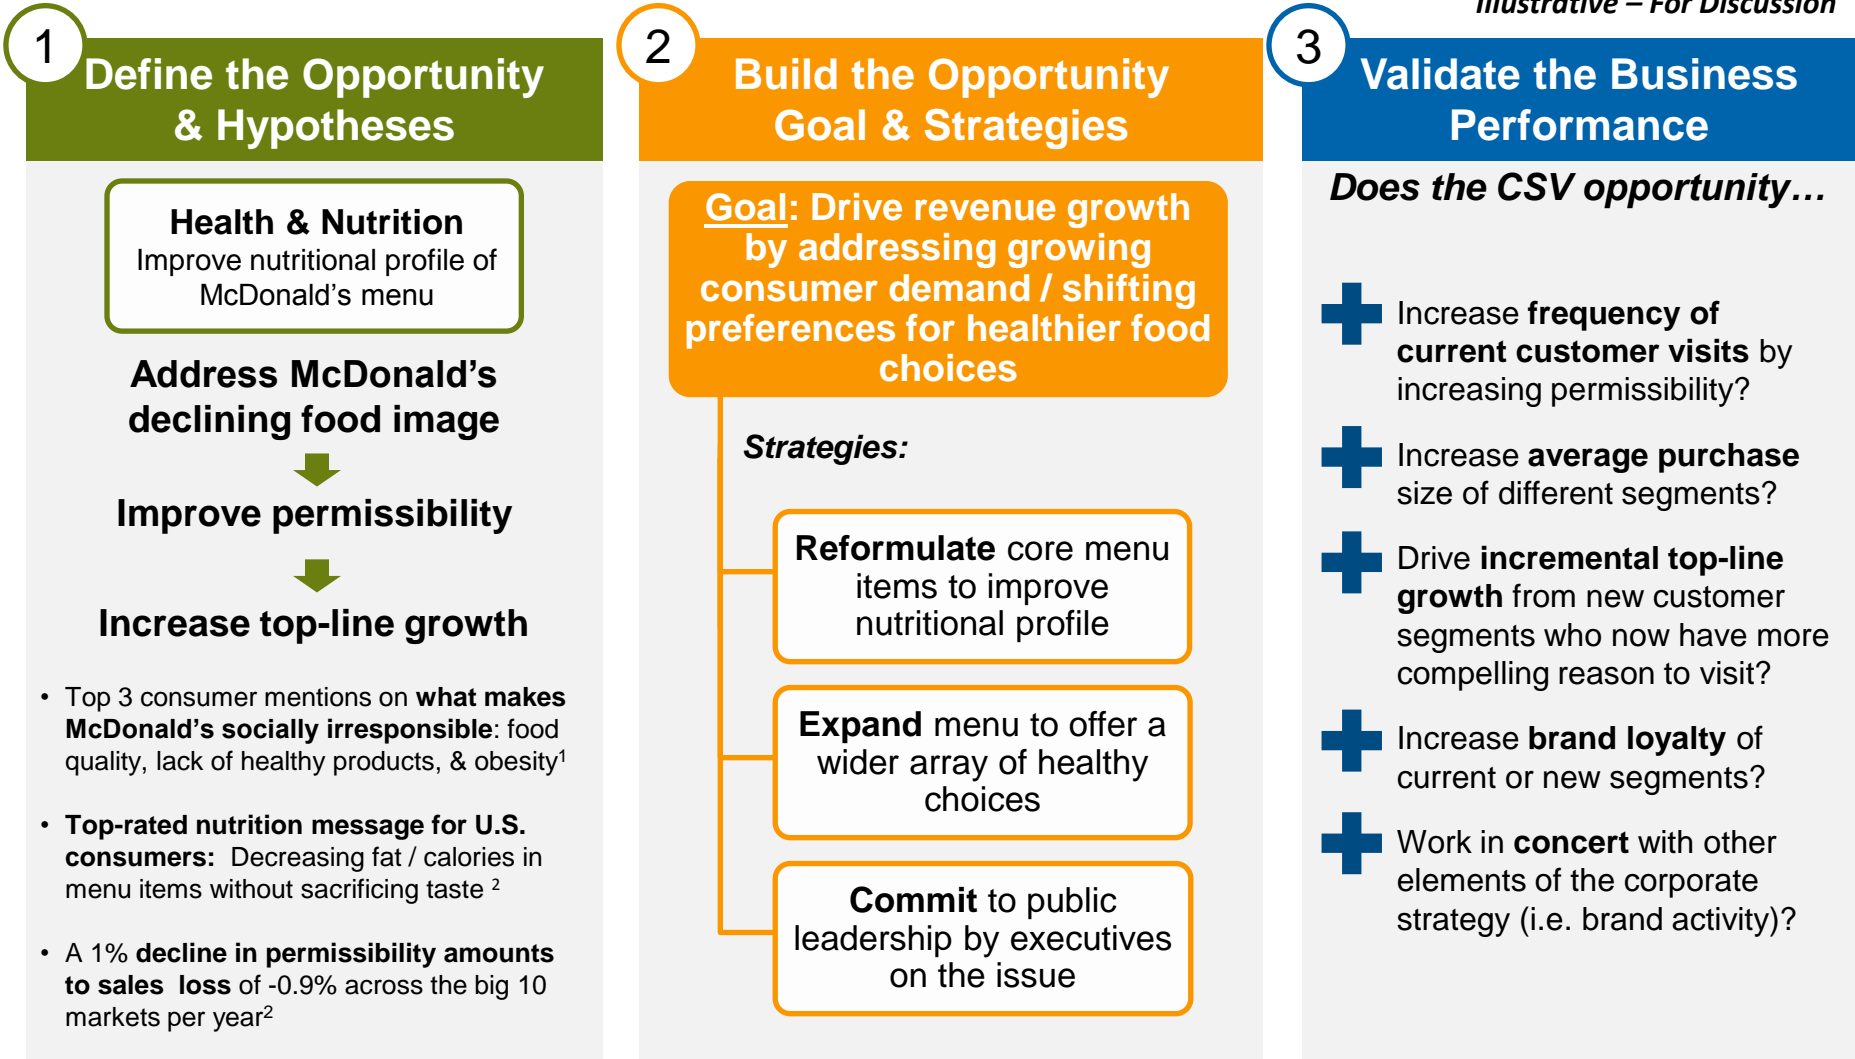 Illustrative – For Discussion
1
Define the Opportunity
& Hypotheses
Health & Nutrition
Improve nutritional profile of
McDonald's menu
Address McDonald's
declining food image
Improve permissibility
Increase top-line growth
• Top 3 consumer mentions on what makes
McDonald's socially irresponsible: food
quality, lack of healthy products, & obesity¹
• Top-rated nutrition message for U.S.
consumers: Decreasing fat / calories in
menu items without sacrificing taste ²
• A 1% decline in permissibility amounts
to sales loss of -0.9% across the big 10
markets per year²
2
Build the Opportunity
Goal & Strategies
Goal: Drive revenue growth
by addressing growing
consumer demand / shifting
preferences for healthier food
choices
Strategies:
Reformulate core menu
items to improve
nutritional profile
Expand menu to offer a
wider array of healthy
choices
Commit to public
leadership by executives
on the issue
3
Validate the Business
Performance
Does the CSV opportunity…
Increase frequency of
current customer visits by
increasing permissibility?
Increase average purchase
size of different segments?
Drive incremental top-line
growth from new customer
segments who now have more
compelling reason to visit?
Increase brand loyalty of
current or new segments?
Work in concert with other
elements of the corporate
strategy (i.e. brand activity)?